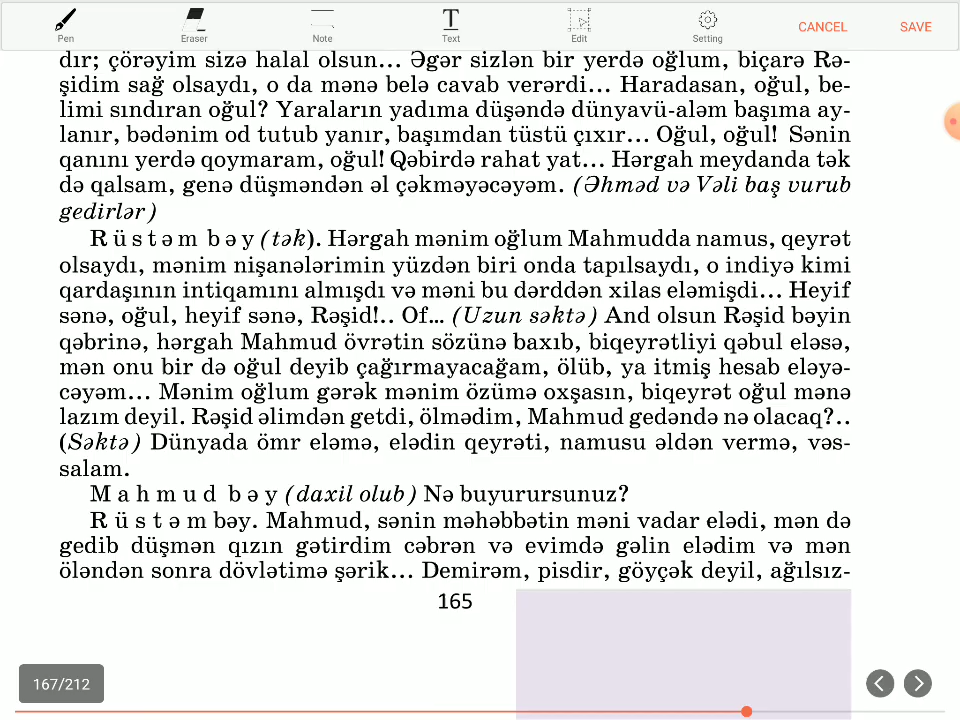 Pen
Eraser
Note
Text
Edit
Setting
CANCEL
SAVE
dır; çörəyim sizə halal olsun... Əgər sizlən bir yerdə oğlum, biçarə Rə-
şidim sağ olsaydı, o da mənə belə cavab verərdi... Haradasan, oğul, be-
limi sındıran oğul? Yaraların yadıma düşəndə dünyavü-aləm başıma ay-
lanır, bədənim od tutub yanır, başımdan tüstü çıxır... Oğul, oğul! Sənin
qanını yerdə qoymaram, oğul! Qəbirdə rahat yat... Hərgah meydanda tək
də qalsam, genə düşməndən əl çəkməyəcəyəm. (Əhməd və Vəli baş vurub
gedirlər)
R ü s t ə m b ə y (tək). Hərgah mənim oğlum Mahmudda namus, qeyrət
olsaydı, mənim nişanələrimin yüzdən biri onda tapılsaydı, o indiyə kimi
qardaşının intiqamını almışdı və məni bu dərddən xilas eləmişdi... Heyif
sənə, oğul, heyif sənə, Rəşid!.. Of... (Uzun səktə) And olsun Rəşid bəyin
qəbrinə, hərgah Mahmud övrətin sözünə baxıb, biqeyrətliyi qəbul eləsə,
mən onu bir də oğul deyib çağırmayacağam, ölüb, ya itmiş hesab eləyə-
cəyəm... Mənim oğlum gərək mənim özümə oxşasın, biqeyrət oğul mənə
lazım deyil. Rəşid əlimdən getdi, ölmədim, Mahmud gedəndə nə olacaq?..
(Səktə) Dünyada ömr eləmə, elədin qeyrəti, namusu əldən vermə, vəs-
salam.
M a h m u d b ə y (daxil olub) Nə buyurursunuz?
R ü s t ə m bəy. Mahmud, sənin məhəbbətin məni vadar elədi, mən də
gedib düşmən qızın gətirdim cəbrən və evimdə gəlin elədim və mən
öləndən sonra dövlətimə şərik... Demirəm, pisdir, göyçək deyil, ağılsız-
165
167/212